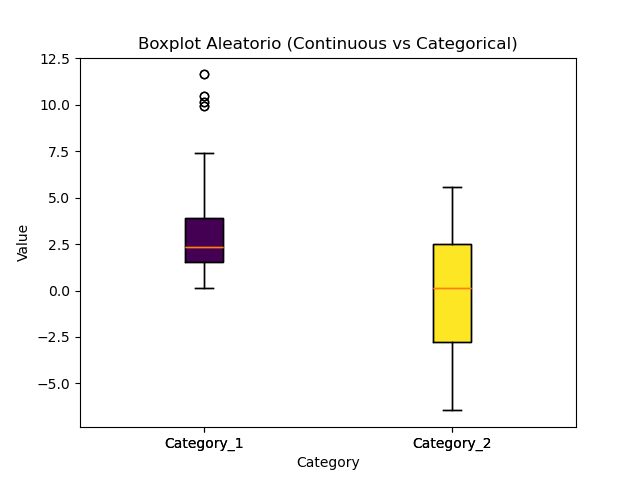 Boxplot Aleatorio (Continuous vs Categorical)
12.5
10.0
7.5
5.0
2.5
0.0
−2.5
−5.0
Value
Category_1
Category_2
Category